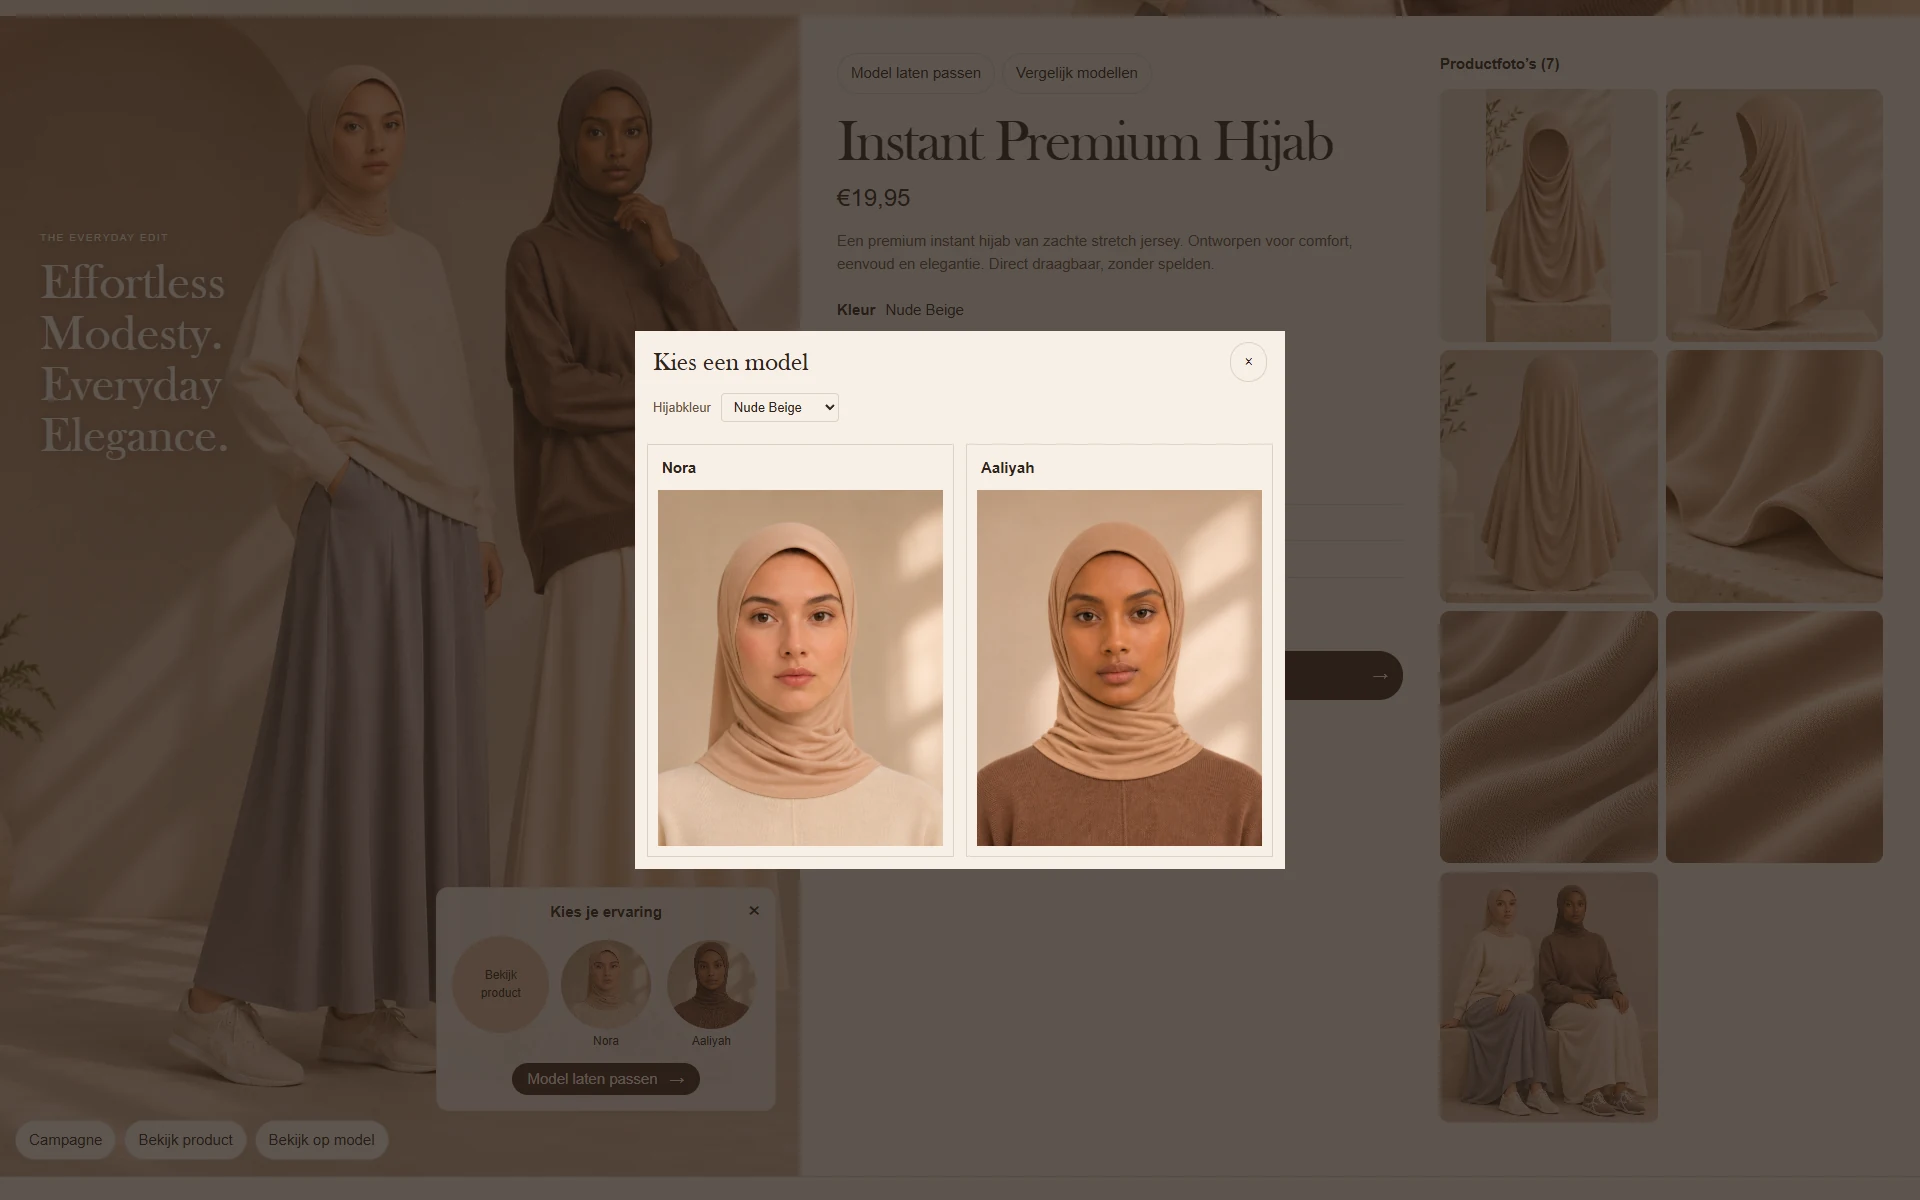 THE EVERYDAY EDIT
Effortless
Modesty.
Everyday
Elegance.
Model laten passen
Vergelijk modellen
Instant Premium Hijab
€19,95
Een premium instant hijab van zachte stretch jersey. Ontworpen voor comfort,
eenvoud en elegantie. Direct draagbaar, zonder spelden.
Kleur Nude Beige
Productfoto's (7)
Kies een model
×
Hijabkleur
Nude Beige
Nora
Aaliyah
→
Kies je ervaring
✕
Bekijk
product
Nora
Aaliyah
Model laten passen →
Campagne
Bekijk product
Bekijk op model